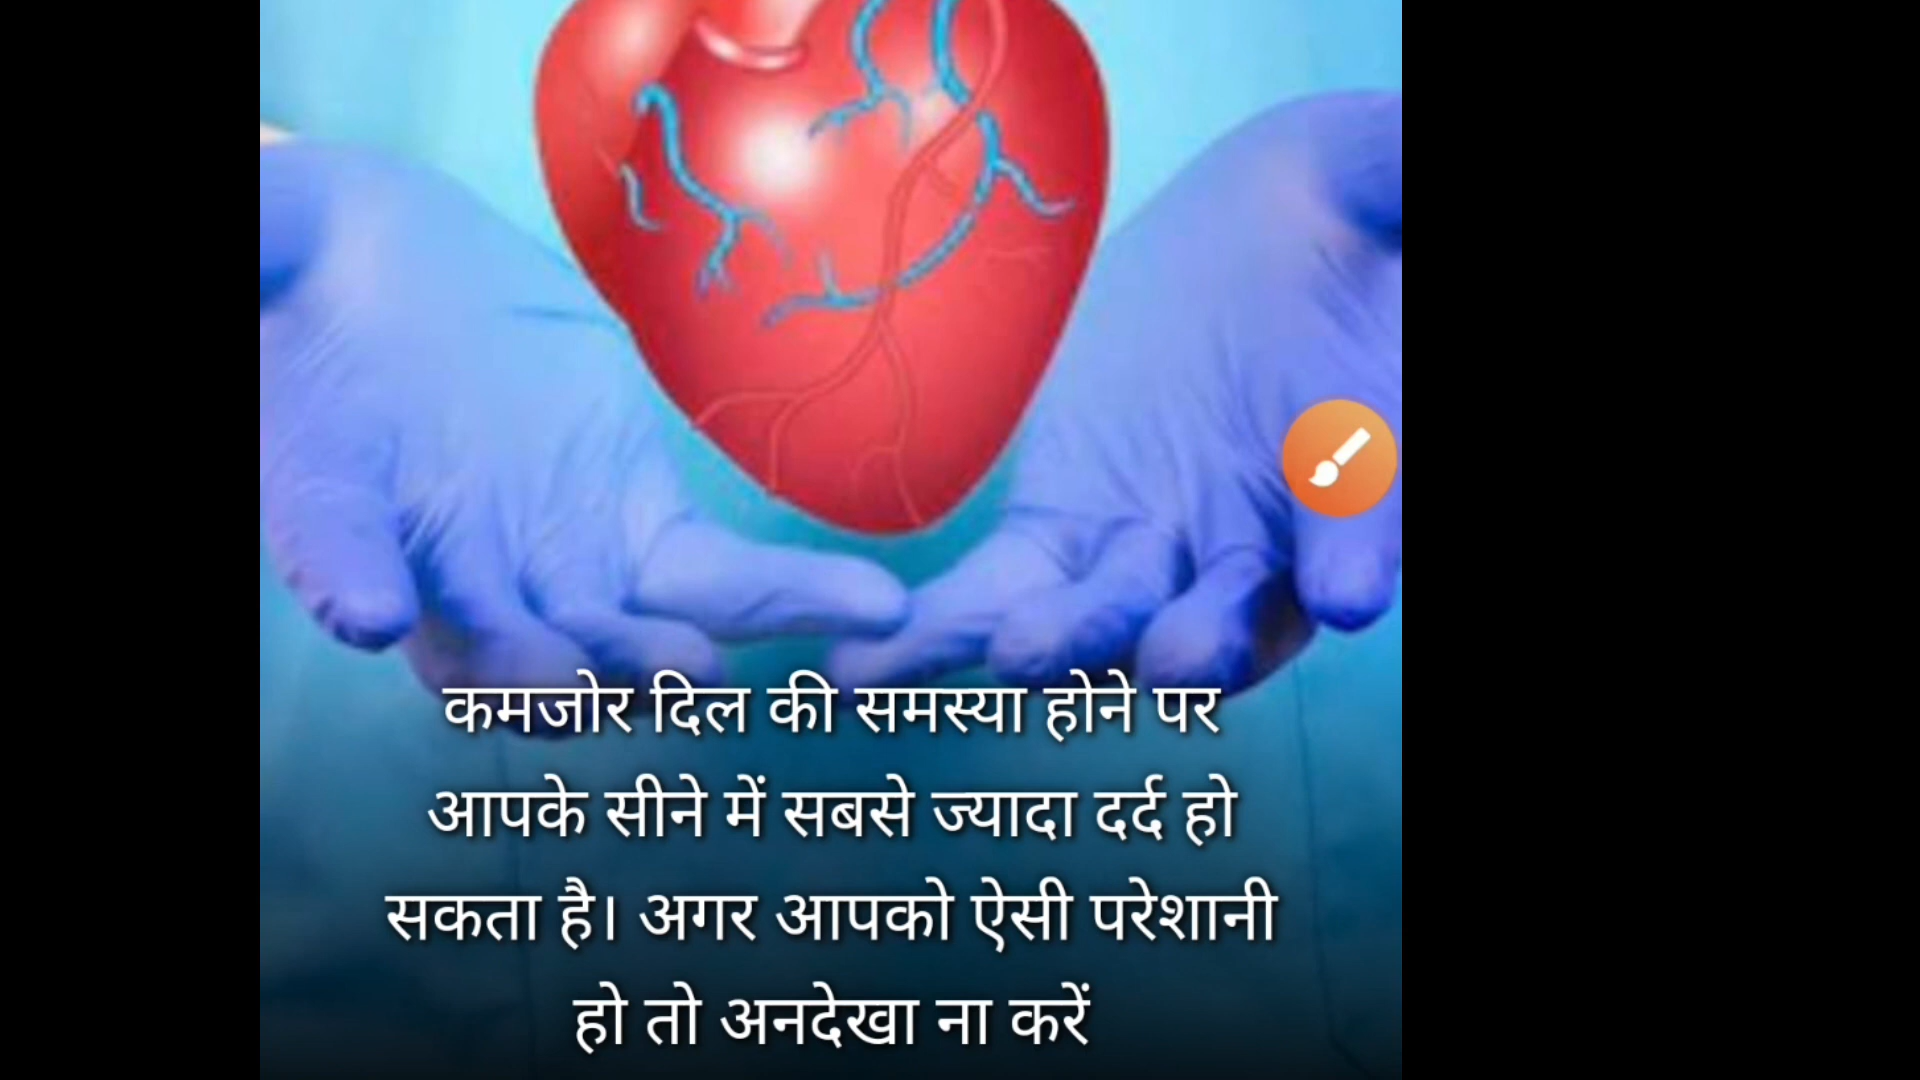 कमजोर दिल की समस्या होने पर
आपके सीने में सबसे ज्यादा दर्द हो
सकता है। अगर आपको ऐसी परेशानी
हो तो अनदेखा ना करें